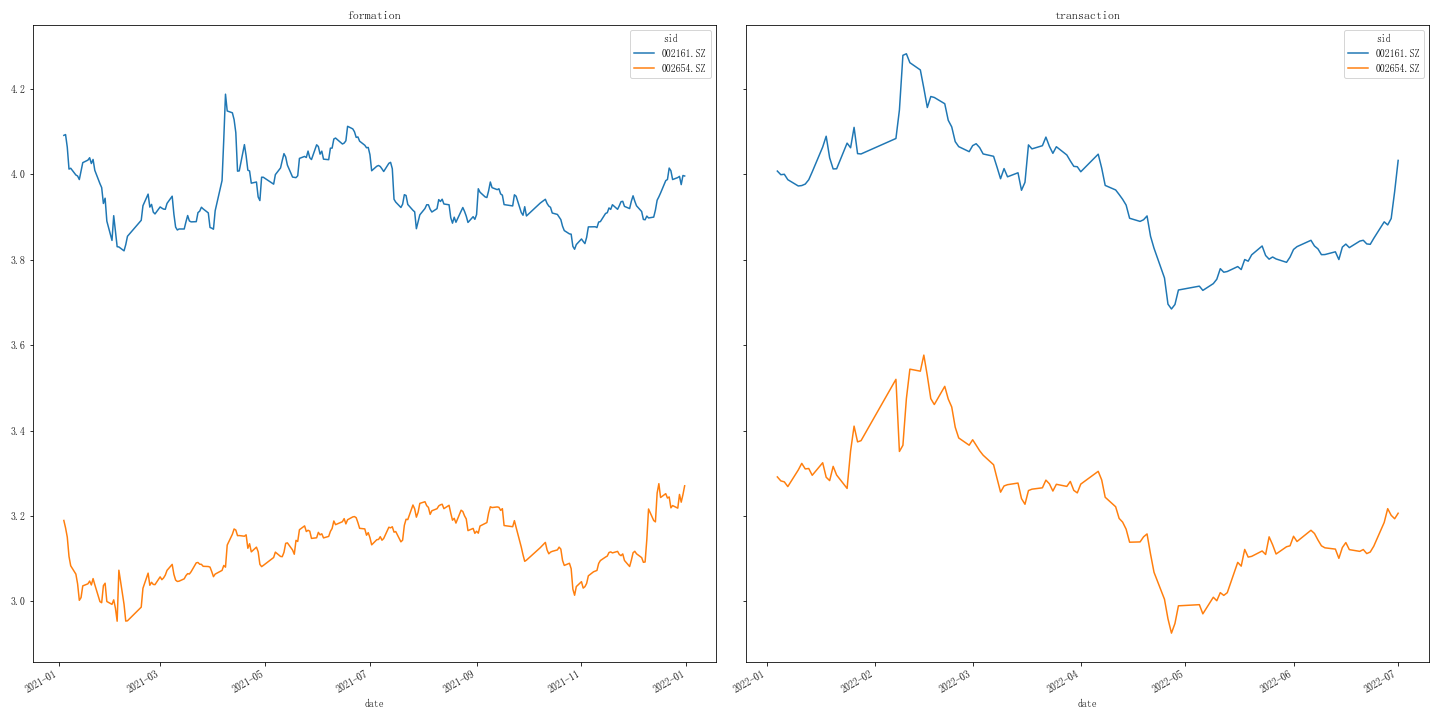 formation
sid
002161.SZ
002654.SZ
4.2
4.0
3.8
3.6
3.4
3.2
3.0
2021-01
2021-03
2021-05
2021-07
2021-09
2021-11
2022-01
date
transaction
sid
002161.SZ
002654.SZ
2022-01
2022-02
2022-03
2022-04
2022-05
2022-06
2022-07
date